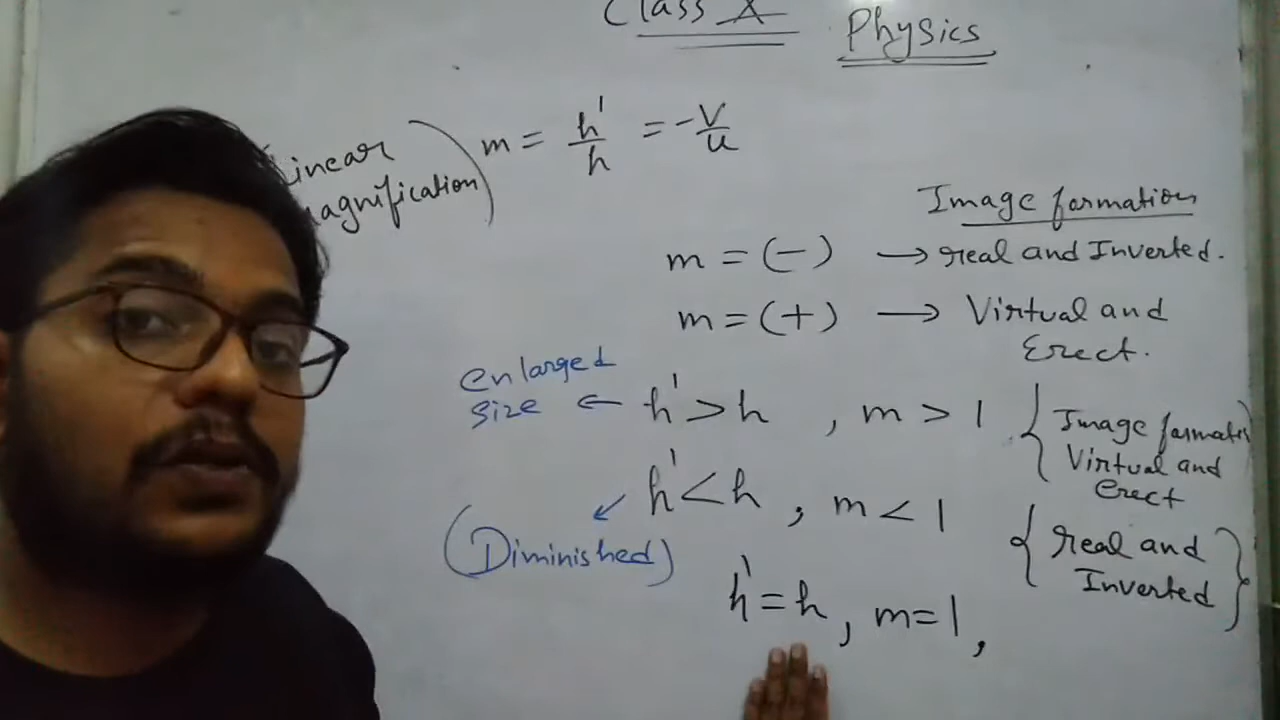 Class X
Physics
Linear
magnification) m = h'/h = -v/u
Image formation
m = (-) → real and Inverted.
m = (+) → Virtual and
Erect.
enlarged
size ← h' > h , m > 1 { Image formati
Virtual and
erect
↙ h' < h , m < 1 { real and
Inverted }
(Diminished)
h' = h , m = 1 ,